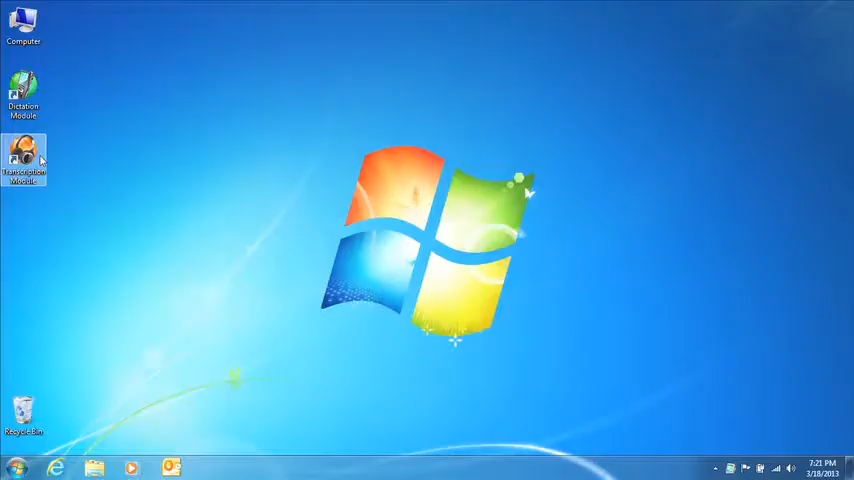 Computer
Dictation
Module
Transcription
Module
Recycle Bin
7:21 PM
3/18/2013